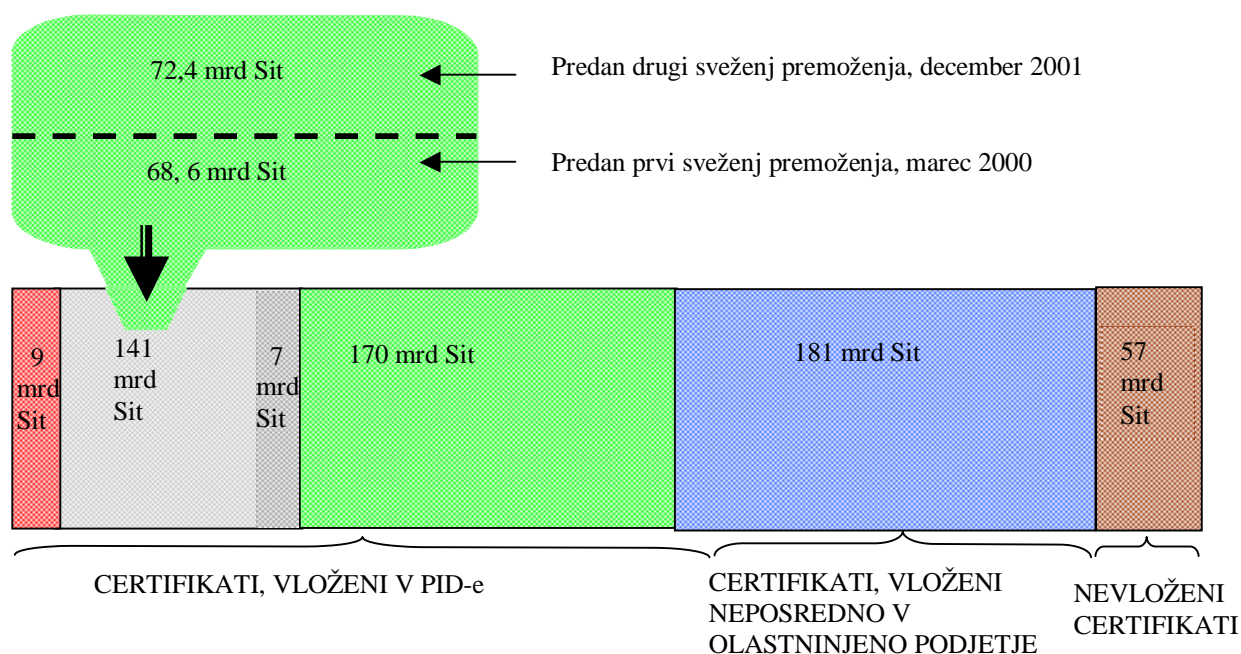 72,4 mrd Sit
Predan drugi sveženj premoženja, december 2001
68, 6 mrd Sit
Predan prvi sveženj premoženja, marec 2000
9
mrd
Sit
141
mrd
Sit
7
mrd
Sit
170 mrd Sit
181 mrd Sit
57
mrd
Sit
CERTIFIKATI, VLOŽENI V PID-e
CERTIFIKATI, VLOŽENI
NEPOSREDNO V
OLASTNINJENO PODJETJE
NEVLOŽENI
CERTIFIKATI